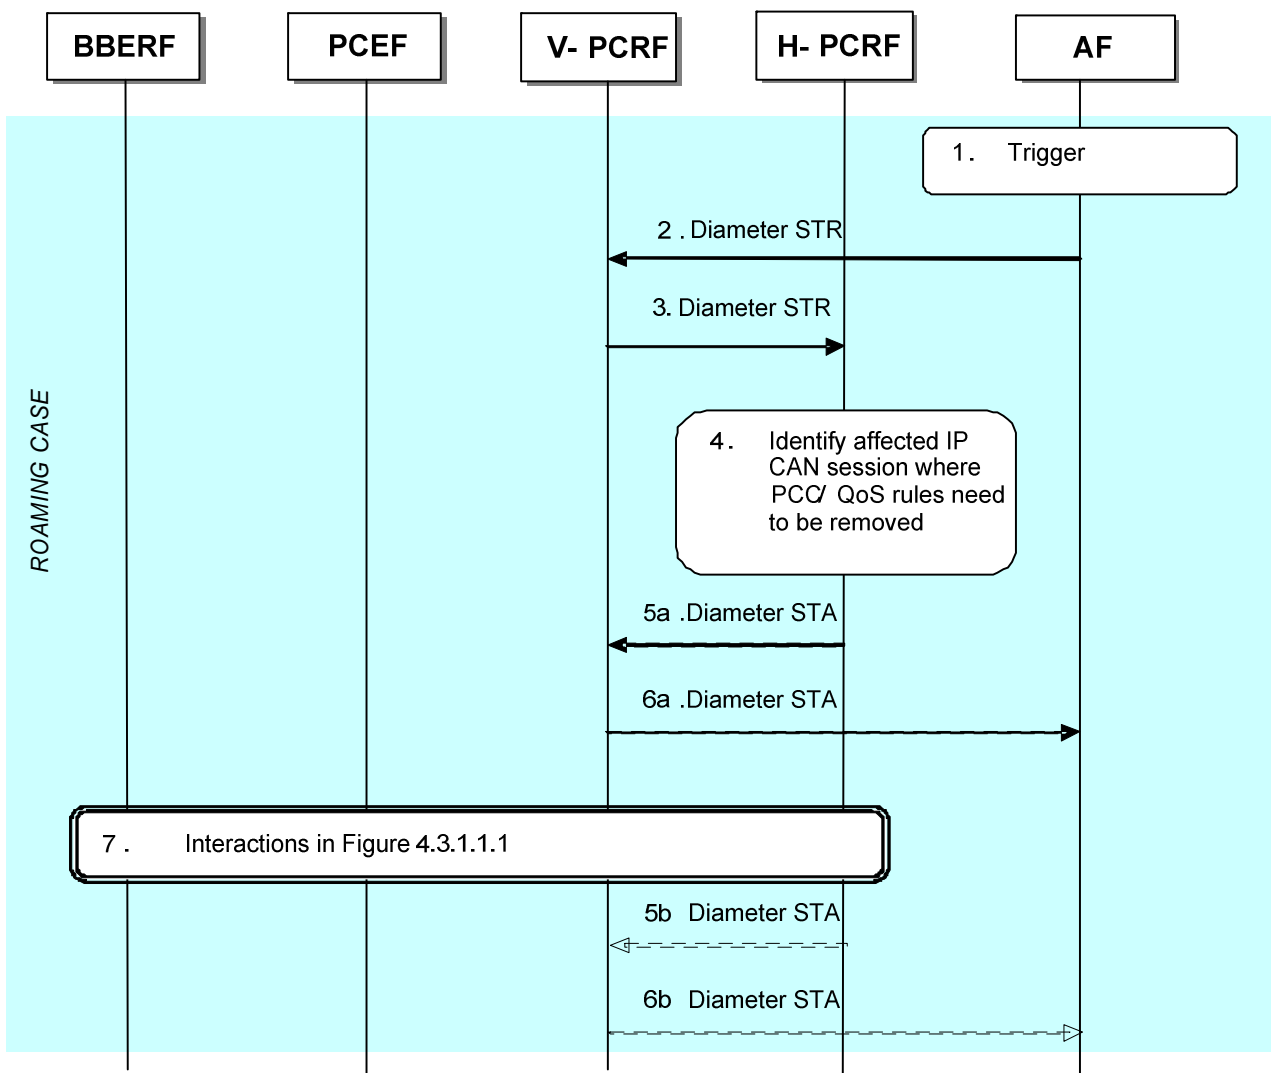 BBERF
PCEF
V- PCRF
H- PCRF
AF
1. Trigger
2 . Diameter STR
3. Diameter STR
ROAMING CASE
4. Identify affected IP
CAN session where
PCC/ QoS rules need
to be removed
5a .Diameter STA
6a .Diameter STA
7 . Interactions in Figure 4.3.1.1.1
5b Diameter STA
6b Diameter STA